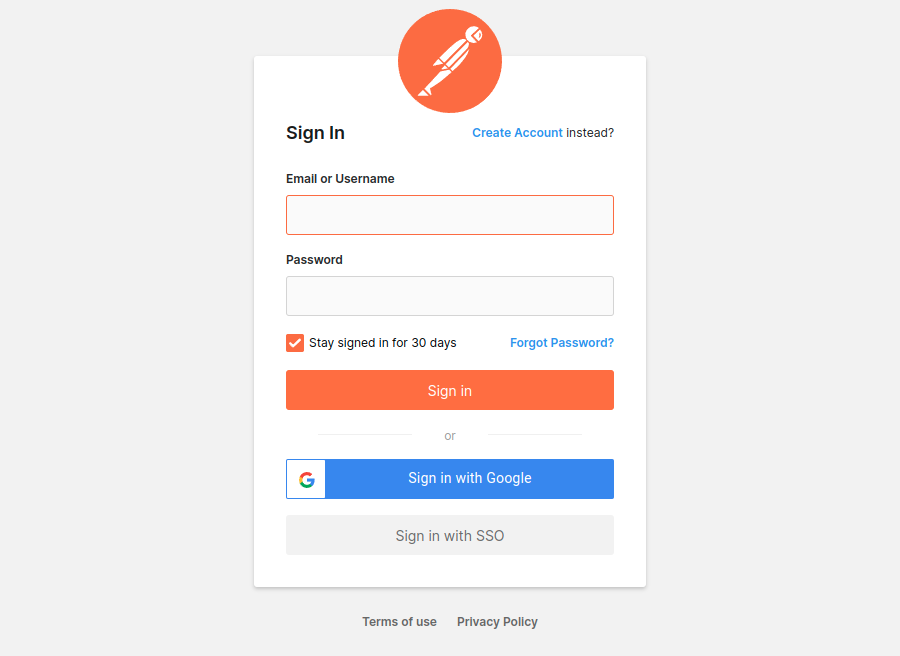 Sign In
Create Account instead?
Email or Username
Password
Stay signed in for 30 days
Forgot Password?
Sign in
or
Sign in with Google
Sign in with SSO
Terms of use
Privacy Policy